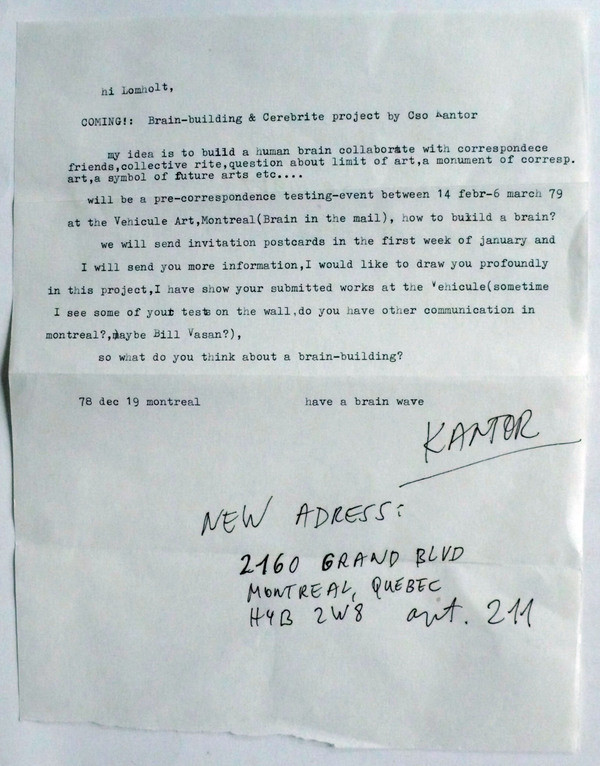 hi Lomholt,
COMING!: Brain-building & Cerebrite project by Cso Kantor
my idea is to build a human brain collaborate with correspondece
friends,collective rite,question about limit of art,a monument of corresp.
art,a symbol of future arts etc....
will be a pre-correspondence testing-event between 14 febr-6 march 79
at the Vehicule Art,Montreal(Brain in the mail), how to bukild a brain?
we will send invitation postcards in the first week of january and
I will send you more information,I would like to draw you profoundly
in this project,I have show your submitted works at the Vehicule(sometime
I see some of your tests on the wall,do you have other communication in
montreal?,maybe Bill Vasan?),
so what do you think about a brain-building?
78 dec 19 montreal have a brain wave
KANTOR
NEW ADRESS:
2160 GRAND BLVD
MONTREAL, QUEBEC
H4B 2W8 apt. 211